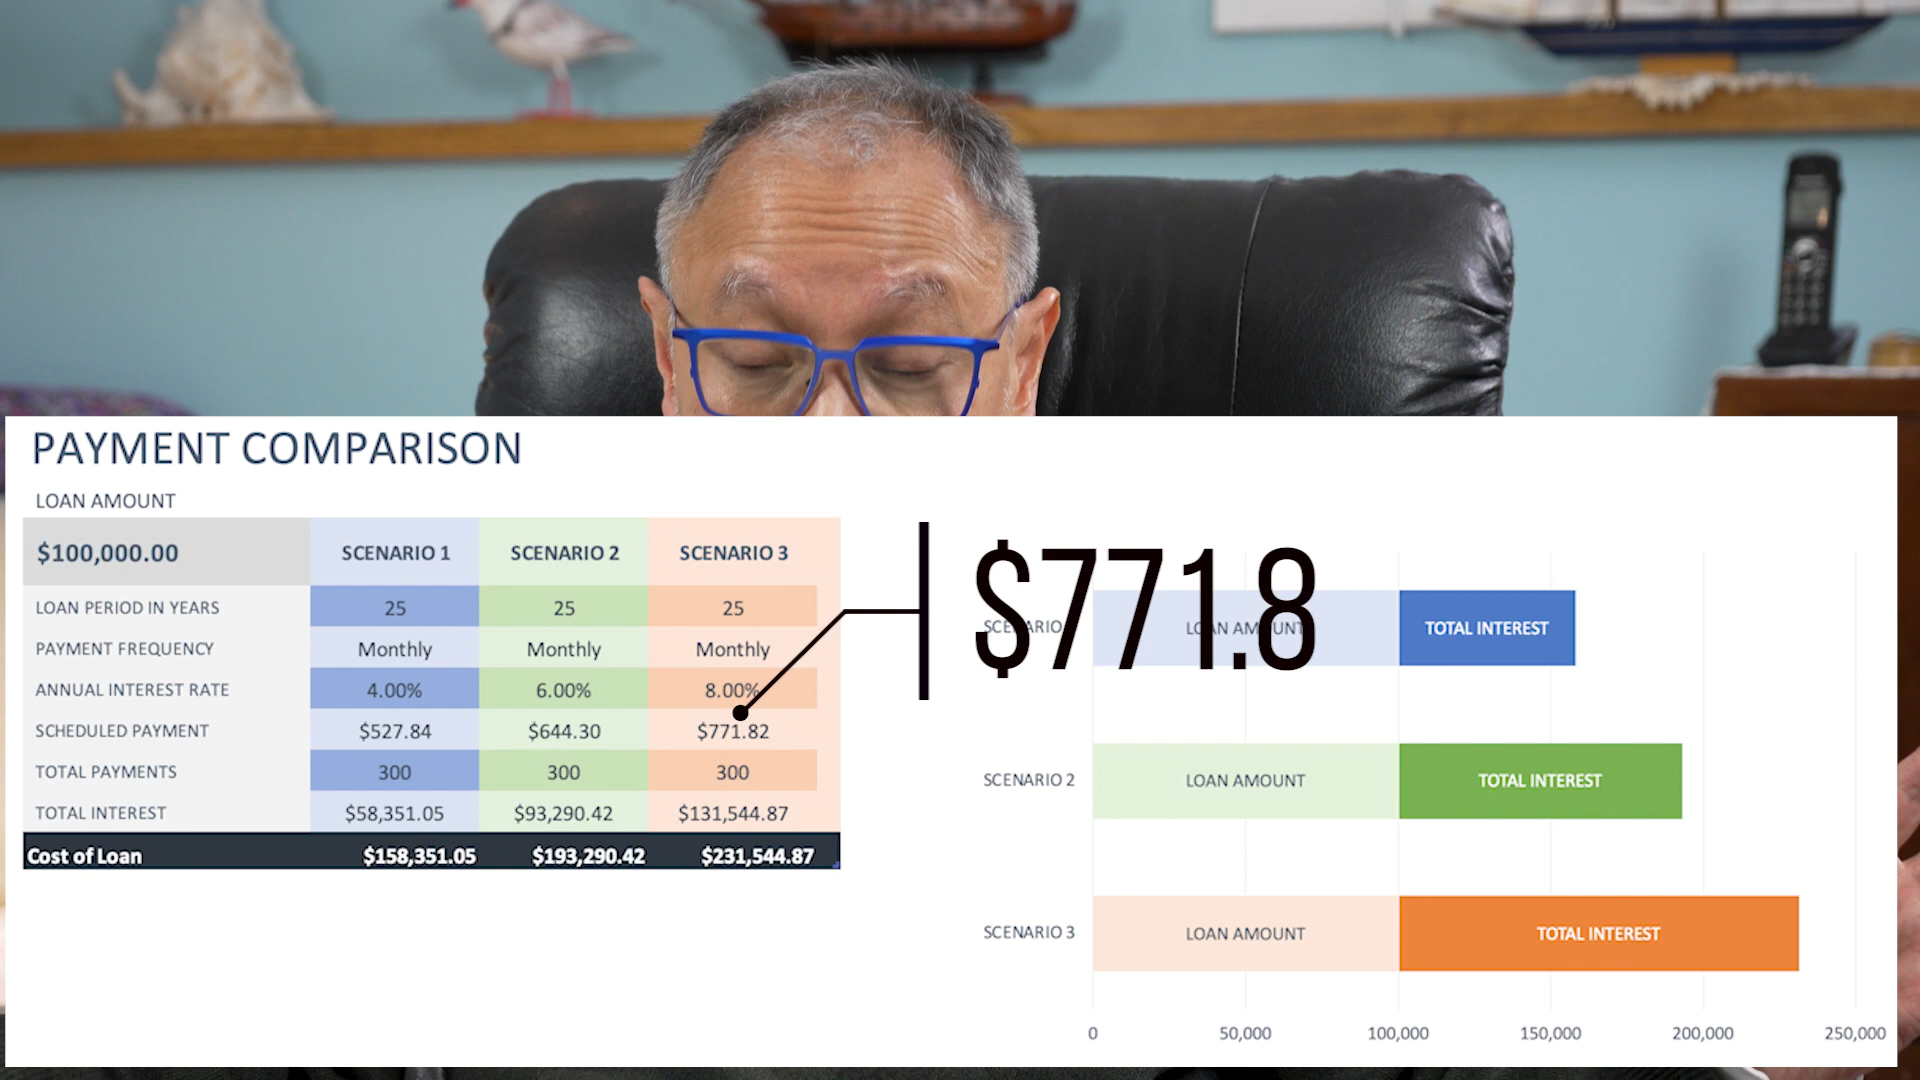 PAYMENT COMPARISON
LOAN AMOUNT
$100,000.00 SCENARIO 1 SCENARIO 2 SCENARIO 3
LOAN PERIOD IN YEARS 25 25 25
PAYMENT FREQUENCY Monthly Monthly Monthly
ANNUAL INTEREST RATE 4.00% 6.00% 8.00%
SCHEDULED PAYMENT $527.84 $644.30 $771.82
TOTAL PAYMENTS 300 300 300
TOTAL INTEREST $58,351.05 $93,290.42 $131,544.87
Cost of Loan $158,351.05 $193,290.42 $231,544.87
$771.8
SCENARIO LOAN AMOUNT TOTAL INTEREST
SCENARIO 2 LOAN AMOUNT TOTAL INTEREST
SCENARIO 3 LOAN AMOUNT TOTAL INTEREST
0 50,000 100,000 150,000 200,000 250,000